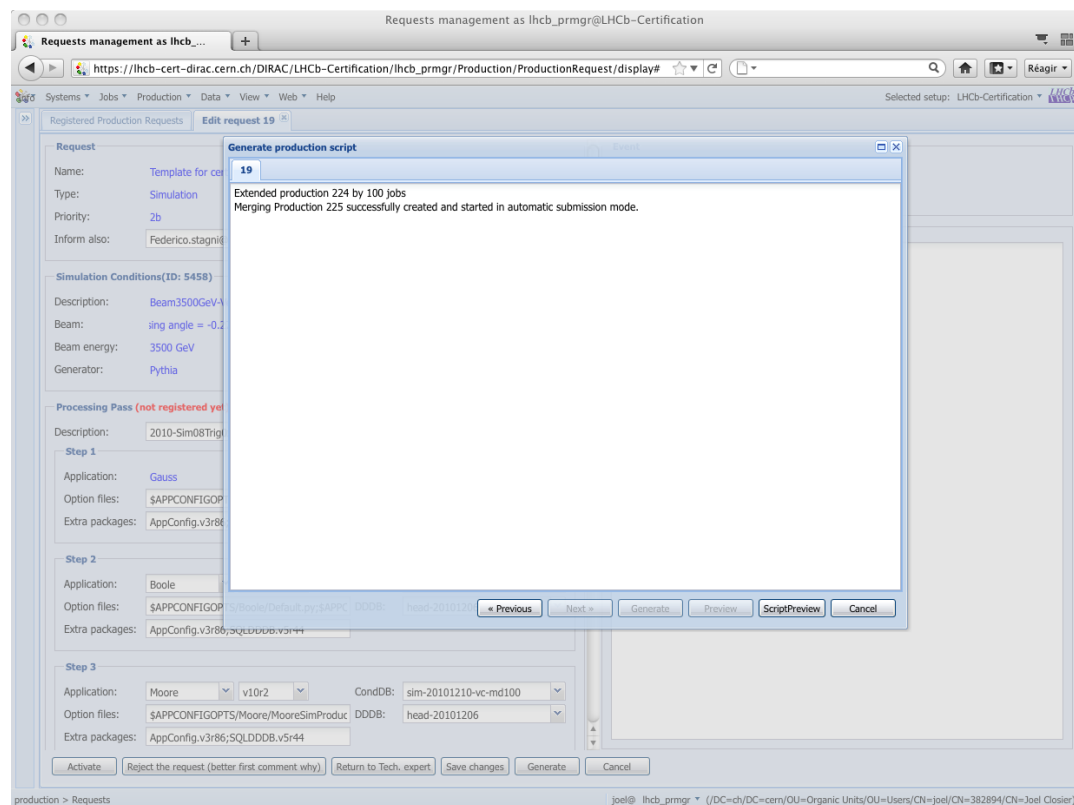 Requests management as lhcb_prmgr@LHCb-Certification
Requests management as lhcb_...
+
https://lhcb-cert-dirac.cern.ch/DIRAC/LHCb-Certification/lhcb_prmgr/Production/ProductionRequest/display#
Réagir
Systems Jobs Production Data View Web Help
Selected setup: LHCb-Certification
Registered Production Requests Edit request 19
Request
Event
Generate production script
19
Extended production 224 by 100 jobs
Merging Production 225 successfully created and started in automatic submission mode.
Name: Template for cer
Type: Simulation
Priority: 2b
Inform also: Federico.stagni@
Simulation Conditions(ID: 5458)
Description: Beam3500GeV-V
Beam: sing angle = -0.2
Beam energy: 3500 GeV
Generator: Pythia
Processing Pass (not registered yet
Description: 2010-Sim08Trig
Step 1
Application: Gauss
Option files: $APPCONFIGOP
Extra packages: AppConfig.v3r86
Step 2
Application: Boole
Option files: $APPCONFIGOPTS/Boole/Default.py;$APPC DDDB: head-20101206
« Previous Next » Generate Preview ScriptPreview Cancel
Extra packages: AppConfig.v3r86;SQLDDDB.v5r44
Step 3
Application: Moore v10r2 CondDB: sim-20101210-vc-md100
Option files: $APPCONFIGOPTS/Moore/MooreSimProduc DDDB: head-20101206
Extra packages: AppConfig.v3r86;SQLDDDB.v5r44
Activate Reject the request (better first comment why) Return to Tech. expert Save changes Generate Cancel
production > Requests
joel@ lhcb_prmgr (/DC=ch/DC=cern/OU=Organic Units/OU=Users/CN=joel/CN=382894/CN=Joel Closier)